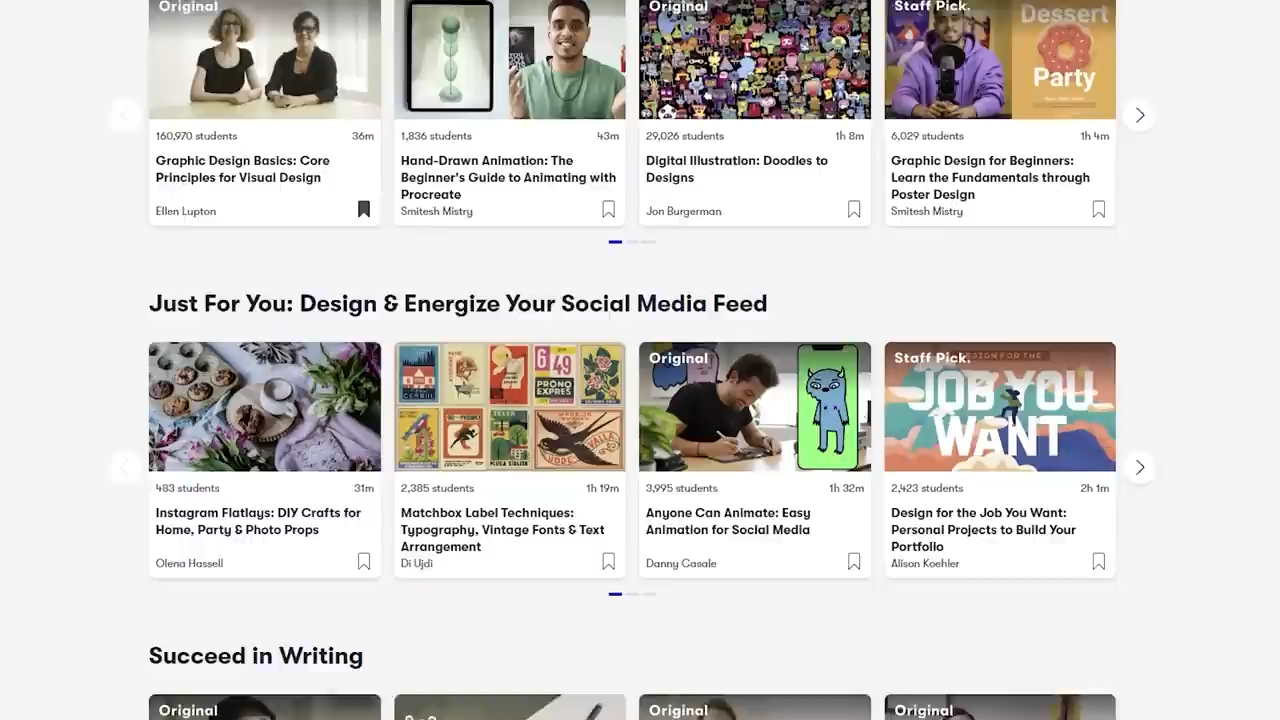 Original
Original
Staff Pick.
Dessert
Party
160,970 students
36m
1,836 students
43m
29,026 students
1h 8m
6,029 students
1h 4m
Graphic Design Basics: Core
Principles for Visual Design
Hand-Drawn Animation: The
Beginner's Guide to Animating with
Procreate
Digital Illustration: Doodles to
Designs
Graphic Design for Beginners:
Learn the Fundamentals through
Poster Design
Ellen Lupton
Smitesh Mistry
Jon Burgerman
Smitesh Mistry
Just For You: Design & Energize Your Social Media Feed
Original
Staff Pick.
JOB YOU
WANT
6 49
PRONO
EXPRES
483 students
31m
2,385 students
1h 19m
3,995 students
1h 32m
2,423 students
2h 1m
Instagram Flatlays: DIY Crafts for
Home, Party & Photo Props
Matchbox Label Techniques:
Typography, Vintage Fonts & Text
Arrangement
Anyone Can Animate: Easy
Animation for Social Media
Design for the Job You Want:
Personal Projects to Build Your
Portfolio
Olena Hassell
Di Ujdi
Danny Casale
Alison Koehler
Succeed in Writing
Original
Original
Original